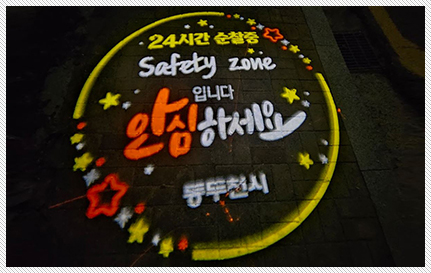 24시간 순찰중
Safety zone
입니다
안심하세요
동두천시